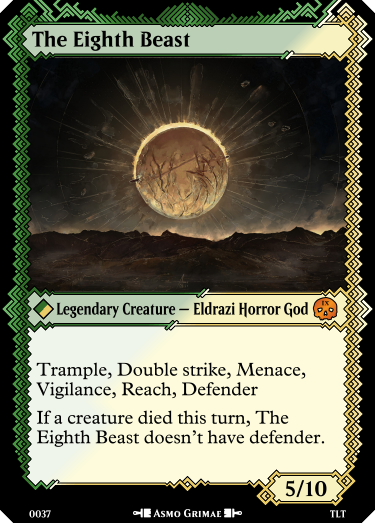 The Eighth Beast
Legendary Creature — Eldrazi Horror God
Trample, Double strike, Menace,
Vigilance, Reach, Defender
If a creature died this turn, The
Eighth Beast doesn't have defender.
5/10
0037
Asmo Grimae
TLT